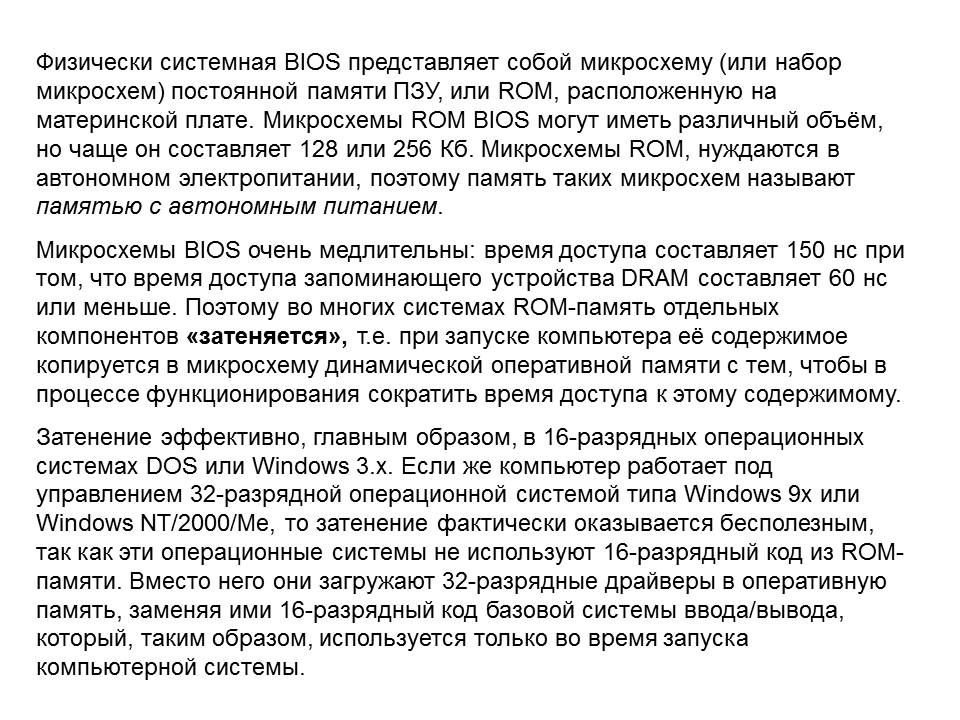 Физически системная BIOS представляет собой микросхему (или набор
микросхем) постоянной памяти ПЗУ, или ROM, расположенную на
материнской плате. Микросхемы ROM BIOS могут иметь различный объём,
но чаще он составляет 128 или 256 Кб. Микросхемы ROM, нуждаются в
автономном электропитании, поэтому память таких микросхем называют
памятью с автономным питанием.
Микросхемы BIOS очень медлительны: время доступа составляет 150 нс при
том, что время доступа запоминающего устройства DRAM составляет 60 нс
или меньше. Поэтому во многих системах ROM-память отдельных
компонентов «затеняется», т.е. при запуске компьютера её содержимое
копируется в микросхему динамической оперативной памяти с тем, чтобы в
процессе функционирования сократить время доступа к этому содержимому.
Затенение эффективно, главным образом, в 16-разрядных операционных
системах DOS или Windows 3.x. Если же компьютер работает под
управлением 32-разрядной операционной системой типа Windows 9x или
Windows NT/2000/Me, то затенение фактически оказывается бесполезным,
так как эти операционные системы не используют 16-разрядный код из ROM-
памяти. Вместо него они загружают 32-разрядные драйверы в оперативную
память, заменяя ими 16-разрядный код базовой системы ввода/вывода,
который, таким образом, используется только во время запуска
компьютерной системы.